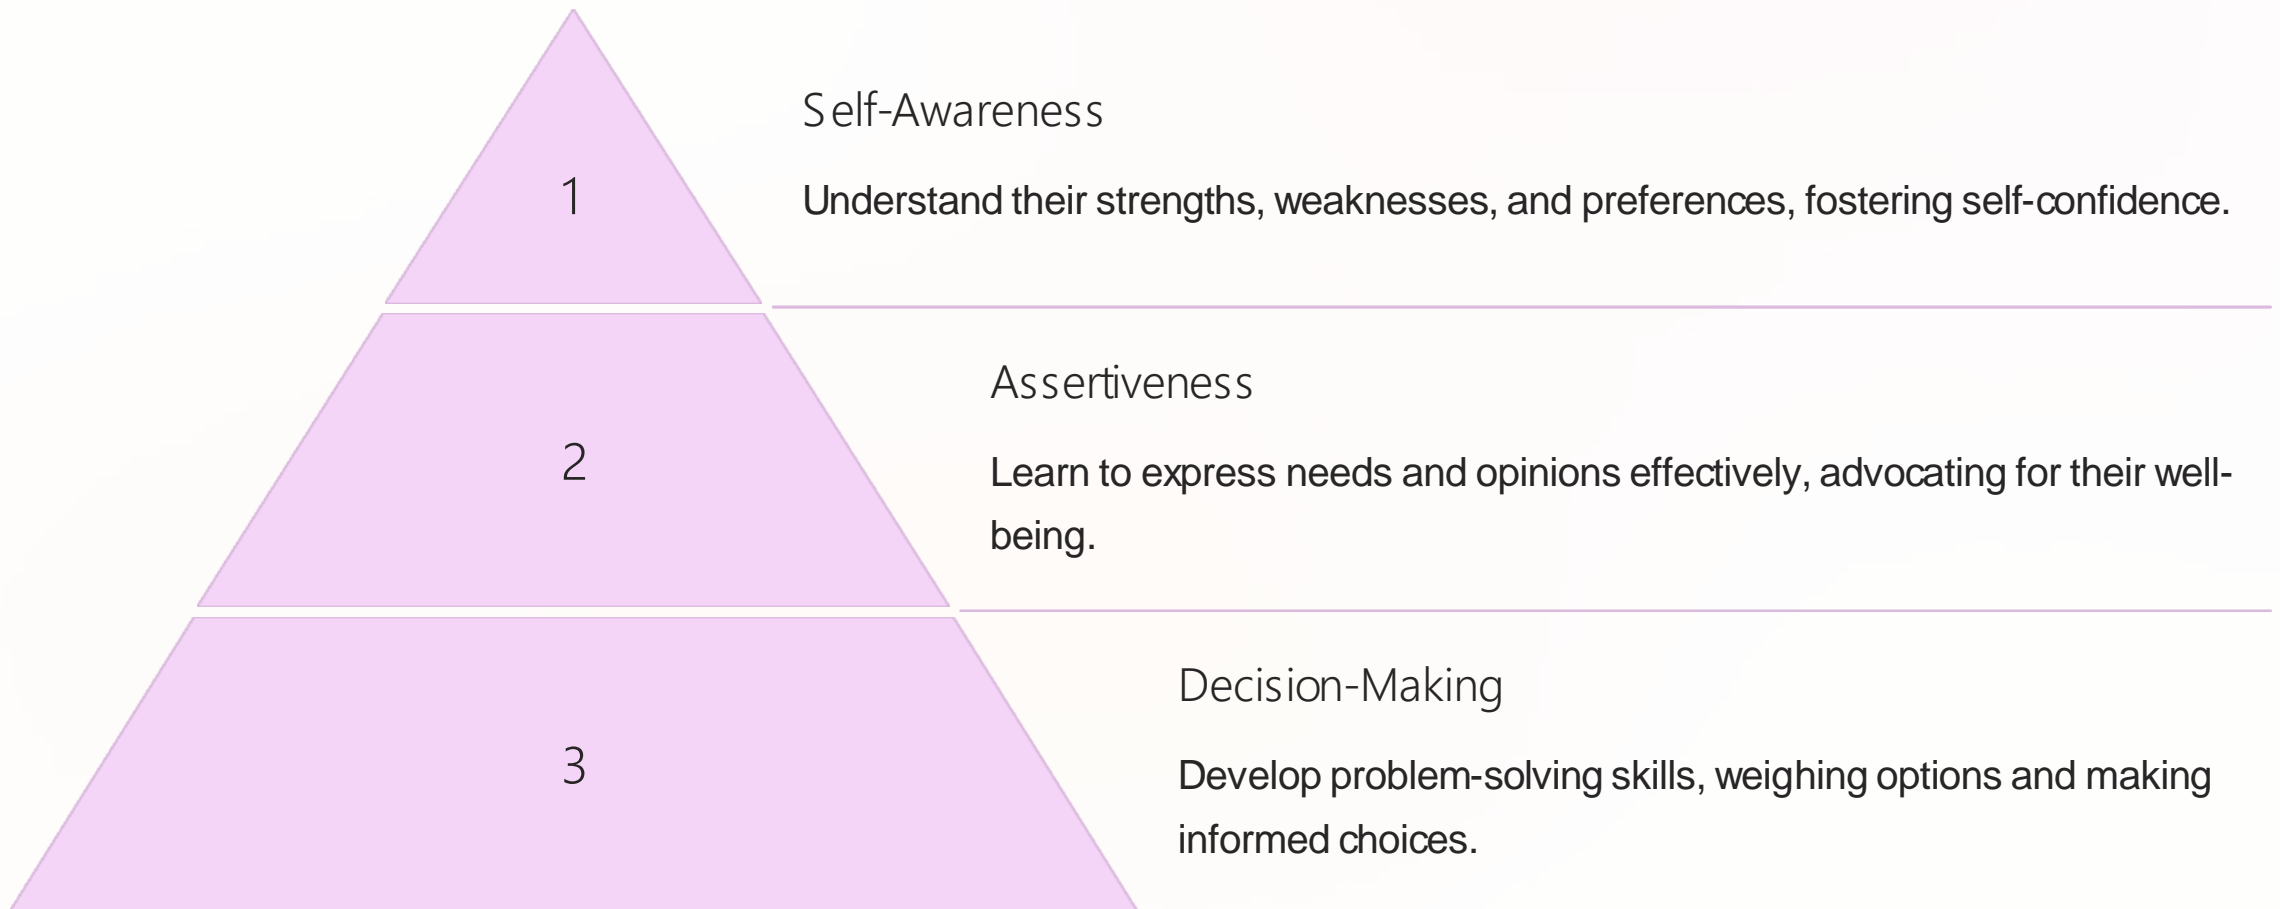 1
Self-Awareness
Understand their strengths, weaknesses, and preferences, fostering self-confidence.
2
Assertiveness
Learn to express needs and opinions effectively, advocating for their well-
being.
3
Decision-Making
Develop problem-solving skills, weighing options and making
informed choices.